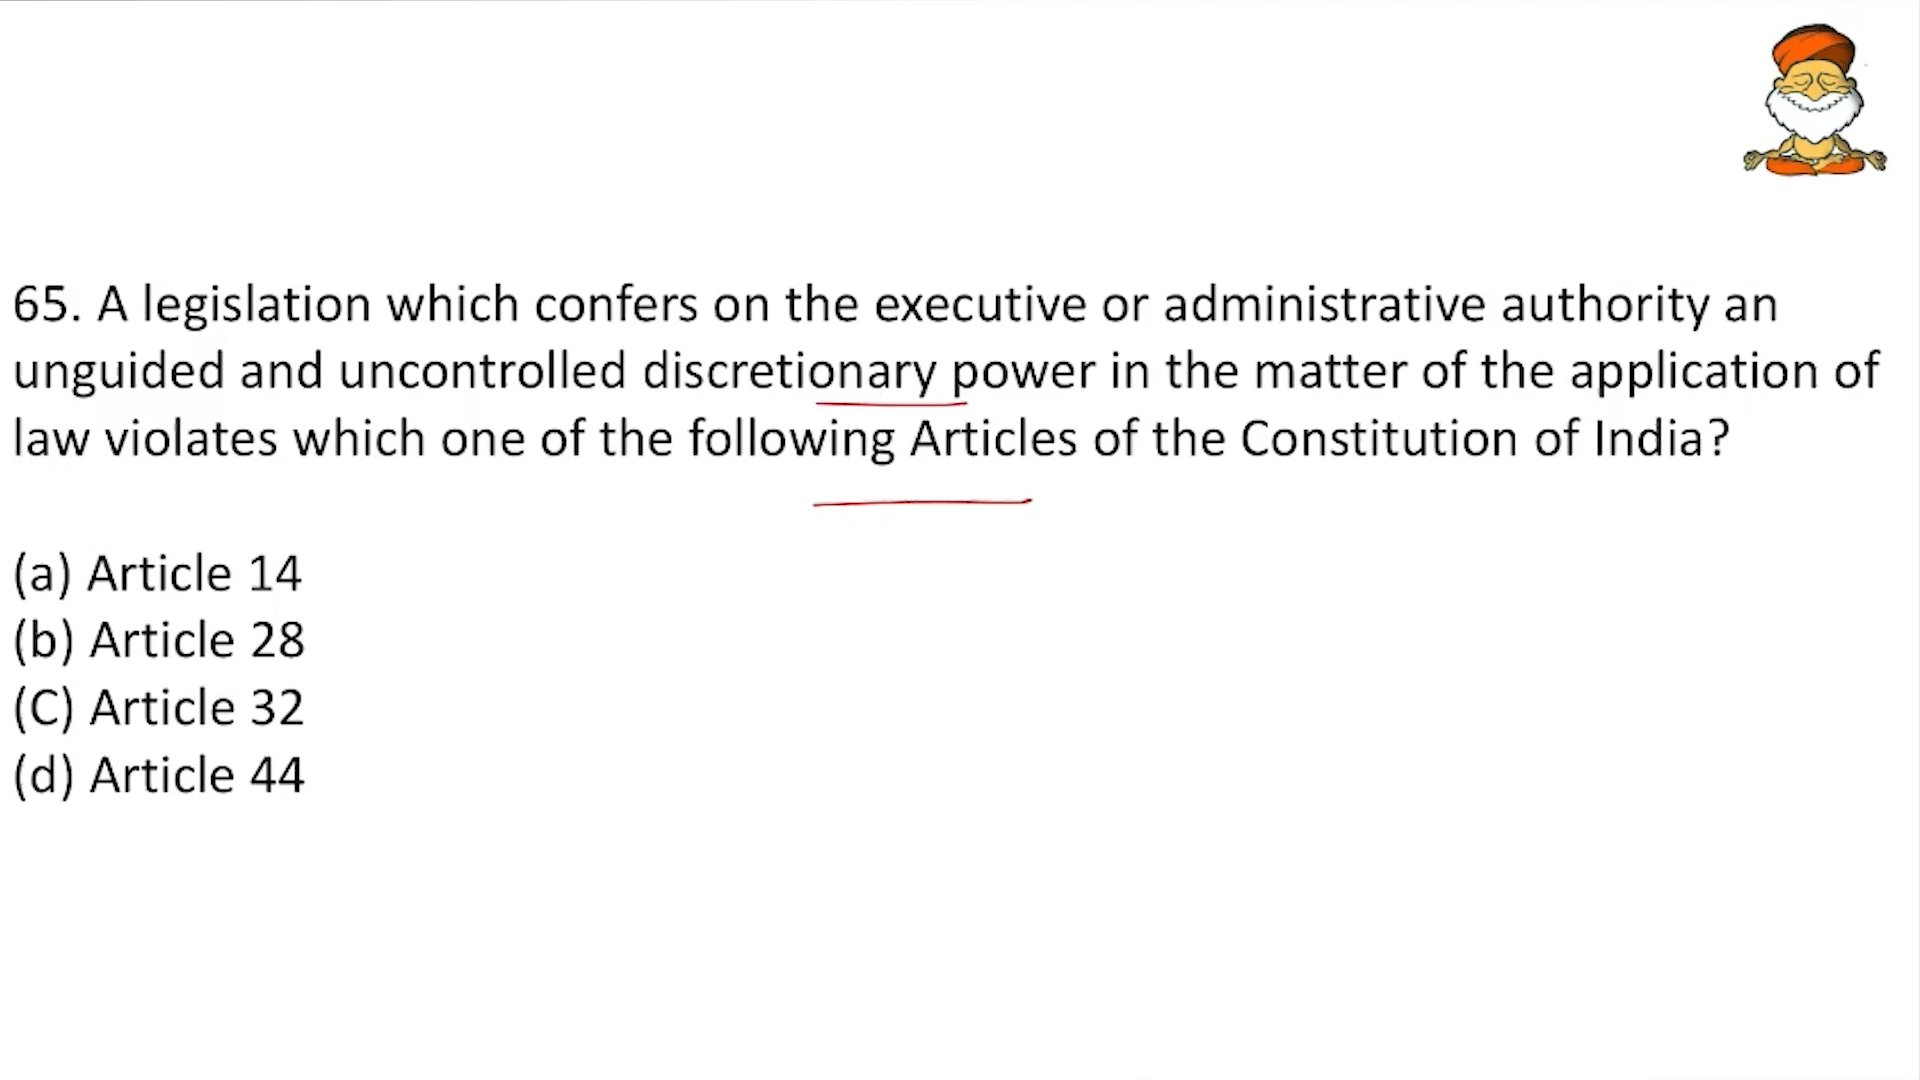 65. A legislation which confers on the executive or administrative authority an
unguided and uncontrolled discretionary power in the matter of the application of
law violates which one of the following Articles of the Constitution of India?
(a) Article 14
(b) Article 28
(C) Article 32
(d) Article 44